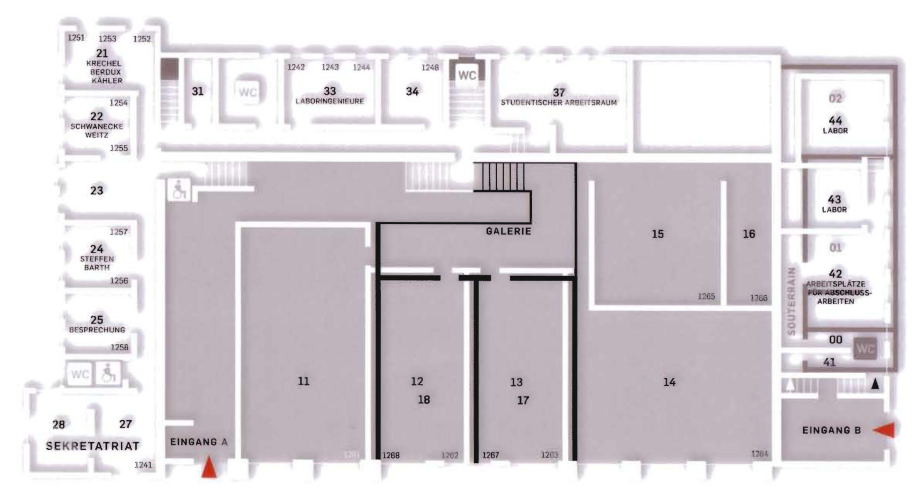 1251 1253 1252
21
KRECHEL
BERDUX
KÄHLER
1254
22
SCHWANECKE
WEITZ
1255
23
1257
24
STEFFEN
BARTH
1256
25
BESPRECHUNG
1258
WC
28 27
SEKRETATRIAT
1241
31
WC
1242 1243 1244
33
LABORINGENIEURE
1246
34
WC
37
STUDENTISCHER ARBEITSRAUM
GALERIE
15
1265
16
1266
11
12
18
1268 1262
13
17
1267 1263
14
1264
EINGANG A
02
44
LABOR
43
LABOR
01
42
ARBEITSPLÄTZE
FÜR ABSCHLUSS-
ARBEITEN
SOUTERRAIN
00
WC
41
EINGANG B